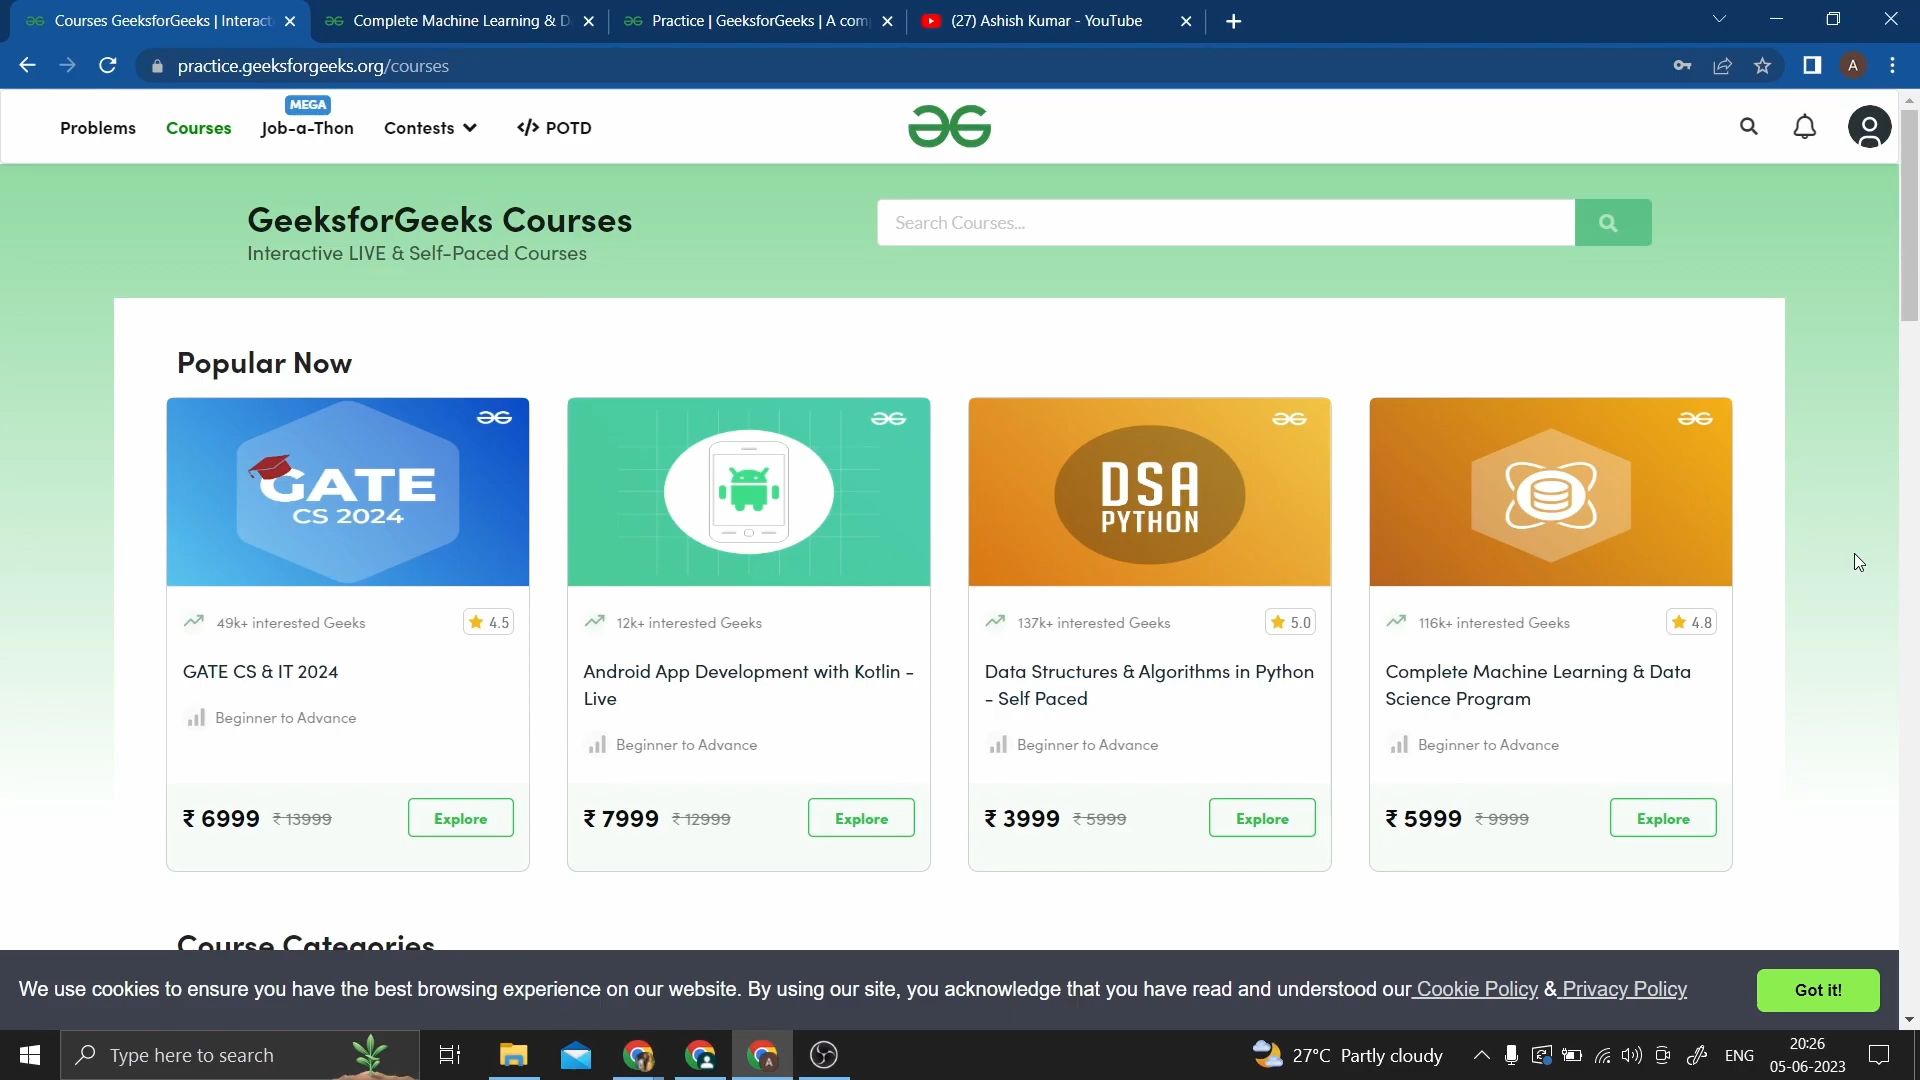 Courses GeeksforGeeks | Interact
Complete Machine Learning & D
Practice | GeeksforGeeks | A com
(27) Ashish Kumar - YouTube
practice.geeksforgeeks.org/courses
A
MEGA
Problems Courses Job-a-Thon Contests </> POTD
GeeksforGeeks Courses
Search Courses...
Interactive LIVE & Self-Paced Courses
Popular Now
GATE
CS 2024
DSA
PYTHON
49k+ interested Geeks 4.5
12k+ interested Geeks
137k+ interested Geeks 5.0
116k+ interested Geeks 4.8
GATE CS & IT 2024
Beginner to Advance
Android App Development with Kotlin -
Live
Beginner to Advance
Data Structures & Algorithms in Python
- Self Paced
Beginner to Advance
Complete Machine Learning & Data
Science Program
Beginner to Advance
₹ 6999 ₹ 13999 Explore
₹ 7999 ₹ 12999 Explore
₹ 3999 ₹ 5999 Explore
₹ 5999 ₹ 9999 Explore
Course Categories
We use cookies to ensure you have the best browsing experience on our website. By using our site, you acknowledge that you have read and understood our Cookie Policy & Privacy Policy
Got it!
Type here to search
27°C Partly cloudy
ENG
20:26
05-06-2023